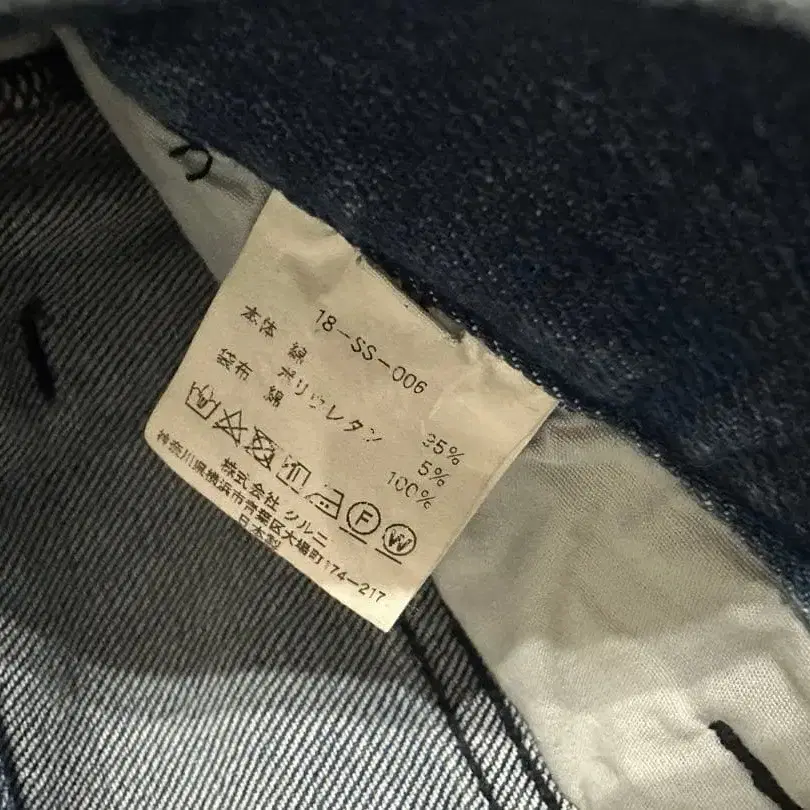 18-SS-006
本体 綿 95%
ポリウレタン 5%
袋布 綿 100%
F W
株式会社 ジルニ
神奈川県横浜市青葉区大場町174-217
日本製